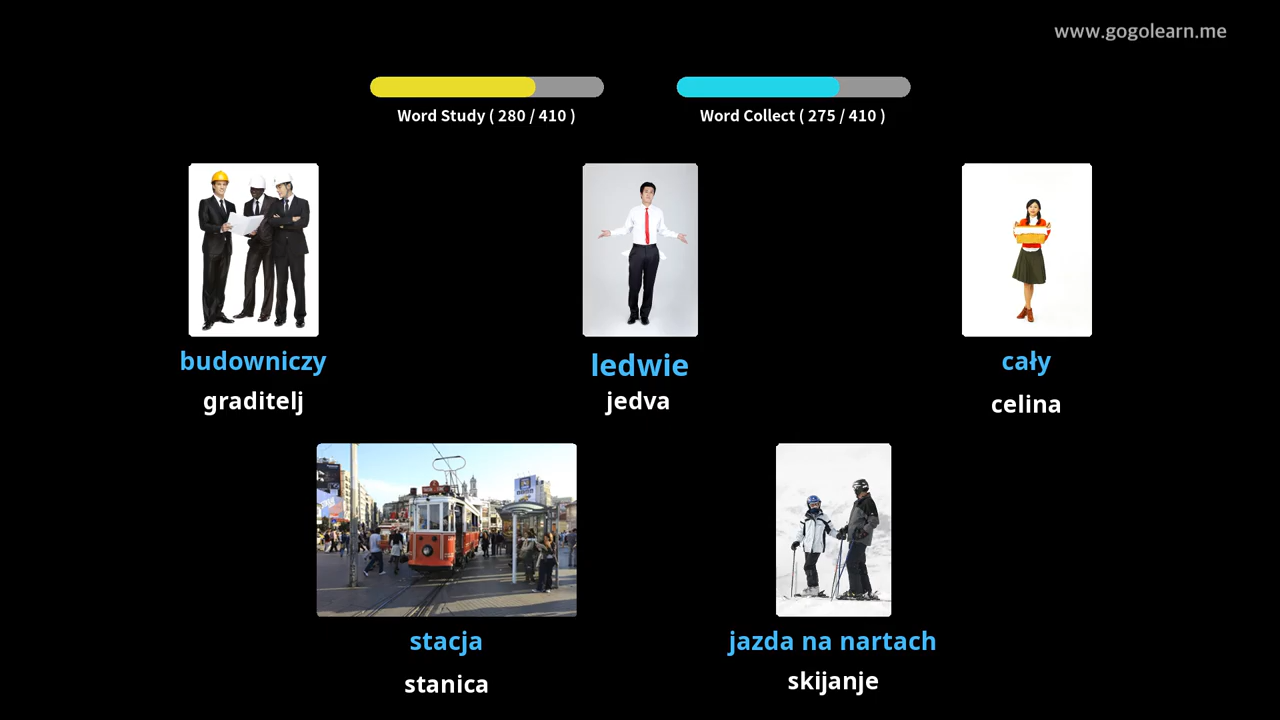 www.gogolearn.me
Word Study ( 280 / 410 )
Word Collect ( 275 / 410 )
budowniczy
ledwie
cały
graditelj
jedva
celina
stacja
jazda na nartach
stanica
skijanje